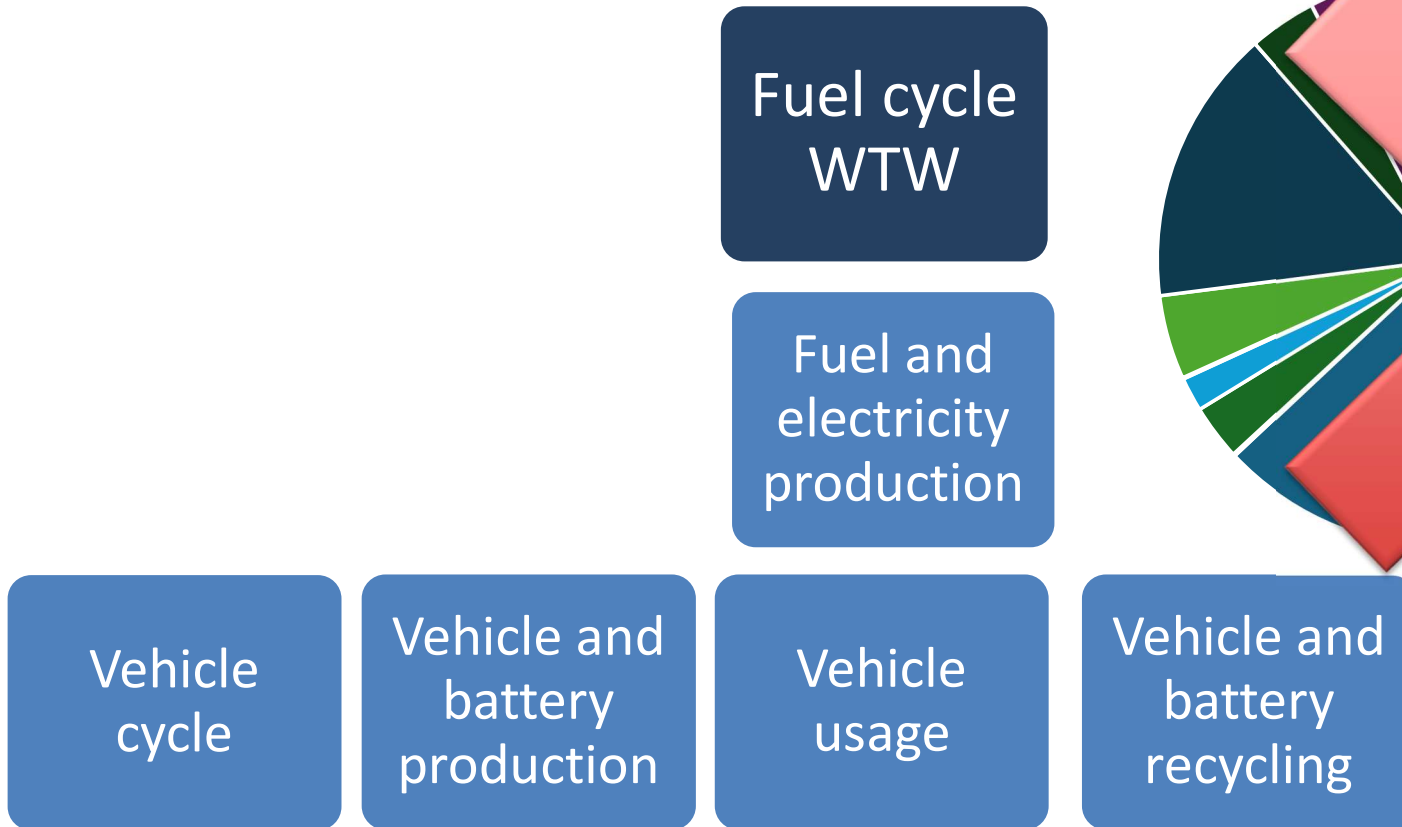 Fuel cycle
WTW
Fuel and
electricity
production
Vehicle
cycle
Vehicle and
battery
production
Vehicle
usage
Vehicle and
battery
recycling